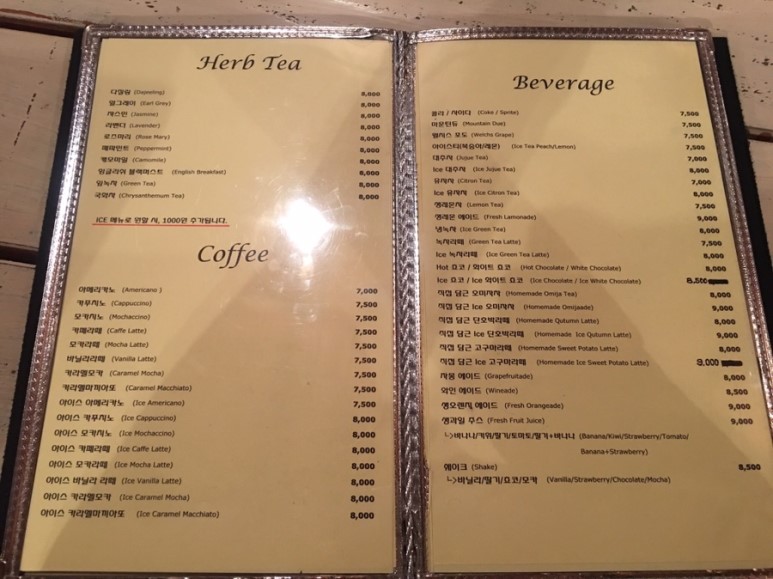 Herb Tea
다질링 (Dajeeling) 8,000
얼그레이 (Earl Grey) 8,000
자스민 (Jasmine) 8,000
라벤다 (Lavender) 8,000
로즈마리 (Rose Mary) 8,000
페파민트 (Peppermint) 8,000
캐모마일 (Camomile) 8,000
잉글리쉬 블랙퍼스트 (English Breakfast) 8,000
잎녹차 (Green Tea) 8,000
국화차 (Chrysanthemum Tea) 8,000
ICE 메뉴로 원할 시, 1000원 추가됩니다.
Coffee
아메리카노 (Americano ) 7,000
카푸치노 (Cappuccino) 7,500
모카치노 (Mochaccino) 7,500
카페라떼 (Caffe Latte) 7,500
모카라떼 (Mocha Latte) 7,500
바닐라라떼 (Vanilla Latte) 7,500
카라멜모카 (Caramel Mocha) 7,500
카라멜마끼아또 (Caramel Macchiato) 7,500
아이스 아메리카노 (Ice Americano) 7,500
아이스 카푸치노 (Ice Cappuccino) 8,000
아이스 모카치노 (Ice Mochaccino) 8,000
아이스 카페라떼 (Ice Caffe Latte) 8,000
아이스 모카라떼 (Ice Mocha Latte) 8,000
아이스 바닐라 라떼 (Ice Vanilla Latte) 8,000
아이스 카라멜모카 (Ice Caramel Mocha) 8,000
아이스 카라멜마끼아또 (Ice Caramel Macchiato) 8,000
Beverage
콜라 / 사이다 (Coke / Sprite) 7,500
마운틴듀 (Mountain Due) 7,000
웰치스 포도 (Welchs Grape) 7,500
아이스티(복숭아/레몬) (Ice Tea Peach/Lemon) 7,500
대추차 (Jujue Tea) 7,000
Ice 대추차 (Ice Jujue Tea) 8,000
유자차 (Citron Tea) 7,000
Ice 유자차 (Ice Citron Tea) 8,000
생레몬차 (Lemon Tea) 7,500
생레몬 에이드 (Fresh Lemonade) 9,000
냉녹차 (Ice Green Tea) 8,000
녹차라떼 (Green Tea Latte) 7,500
Ice 녹차라떼 (Ice Green Tea Latte) 8,000
Hot 쵸코 / 화이트 쵸코 (Hot Chocolate / White Chocolate) 8,000
Ice 쵸코 / Ice 화이트 쵸코 (Ice Chocolate / Ice White Chocolate) 8,500
직접 담근 오미자차 (Homemade Omija Tea) 8,000
직접 담근 Ice 오미자차 (Homemade Omijaade) 9,000
직접 담근 단호박라떼 (Homemade Qutumn Latte) 8,000
직접 담근 Ice 단호박라떼 (Homemade Ice Qutumn Latte) 9,000
직접 담근 고구마라떼 (Homemade Sweet Potato Latte) 8,000
직접 담근 Ice 고구마라떼 (Homemade Ice Sweet Potato Latte) 9,000
자몽 에이드 (Grapefruitade) 8,000
와인 에이드 (Wineade) 8,500
생오렌지 에이드 (Fresh Orangeade) 9,000
생과일 주스 (Fresh Fruit Juice) 9,000
└>바나나/키위/딸기/토마토/딸기+바나나 (Banana/Kiwi/Strawberry/Tomato/
Banana+Strawberry)
쉐이크 (Shake) 8,500
└>바닐라/딸기/쵸코/모카 (Vanilla/Strawberry/Chocolate/Mocha)